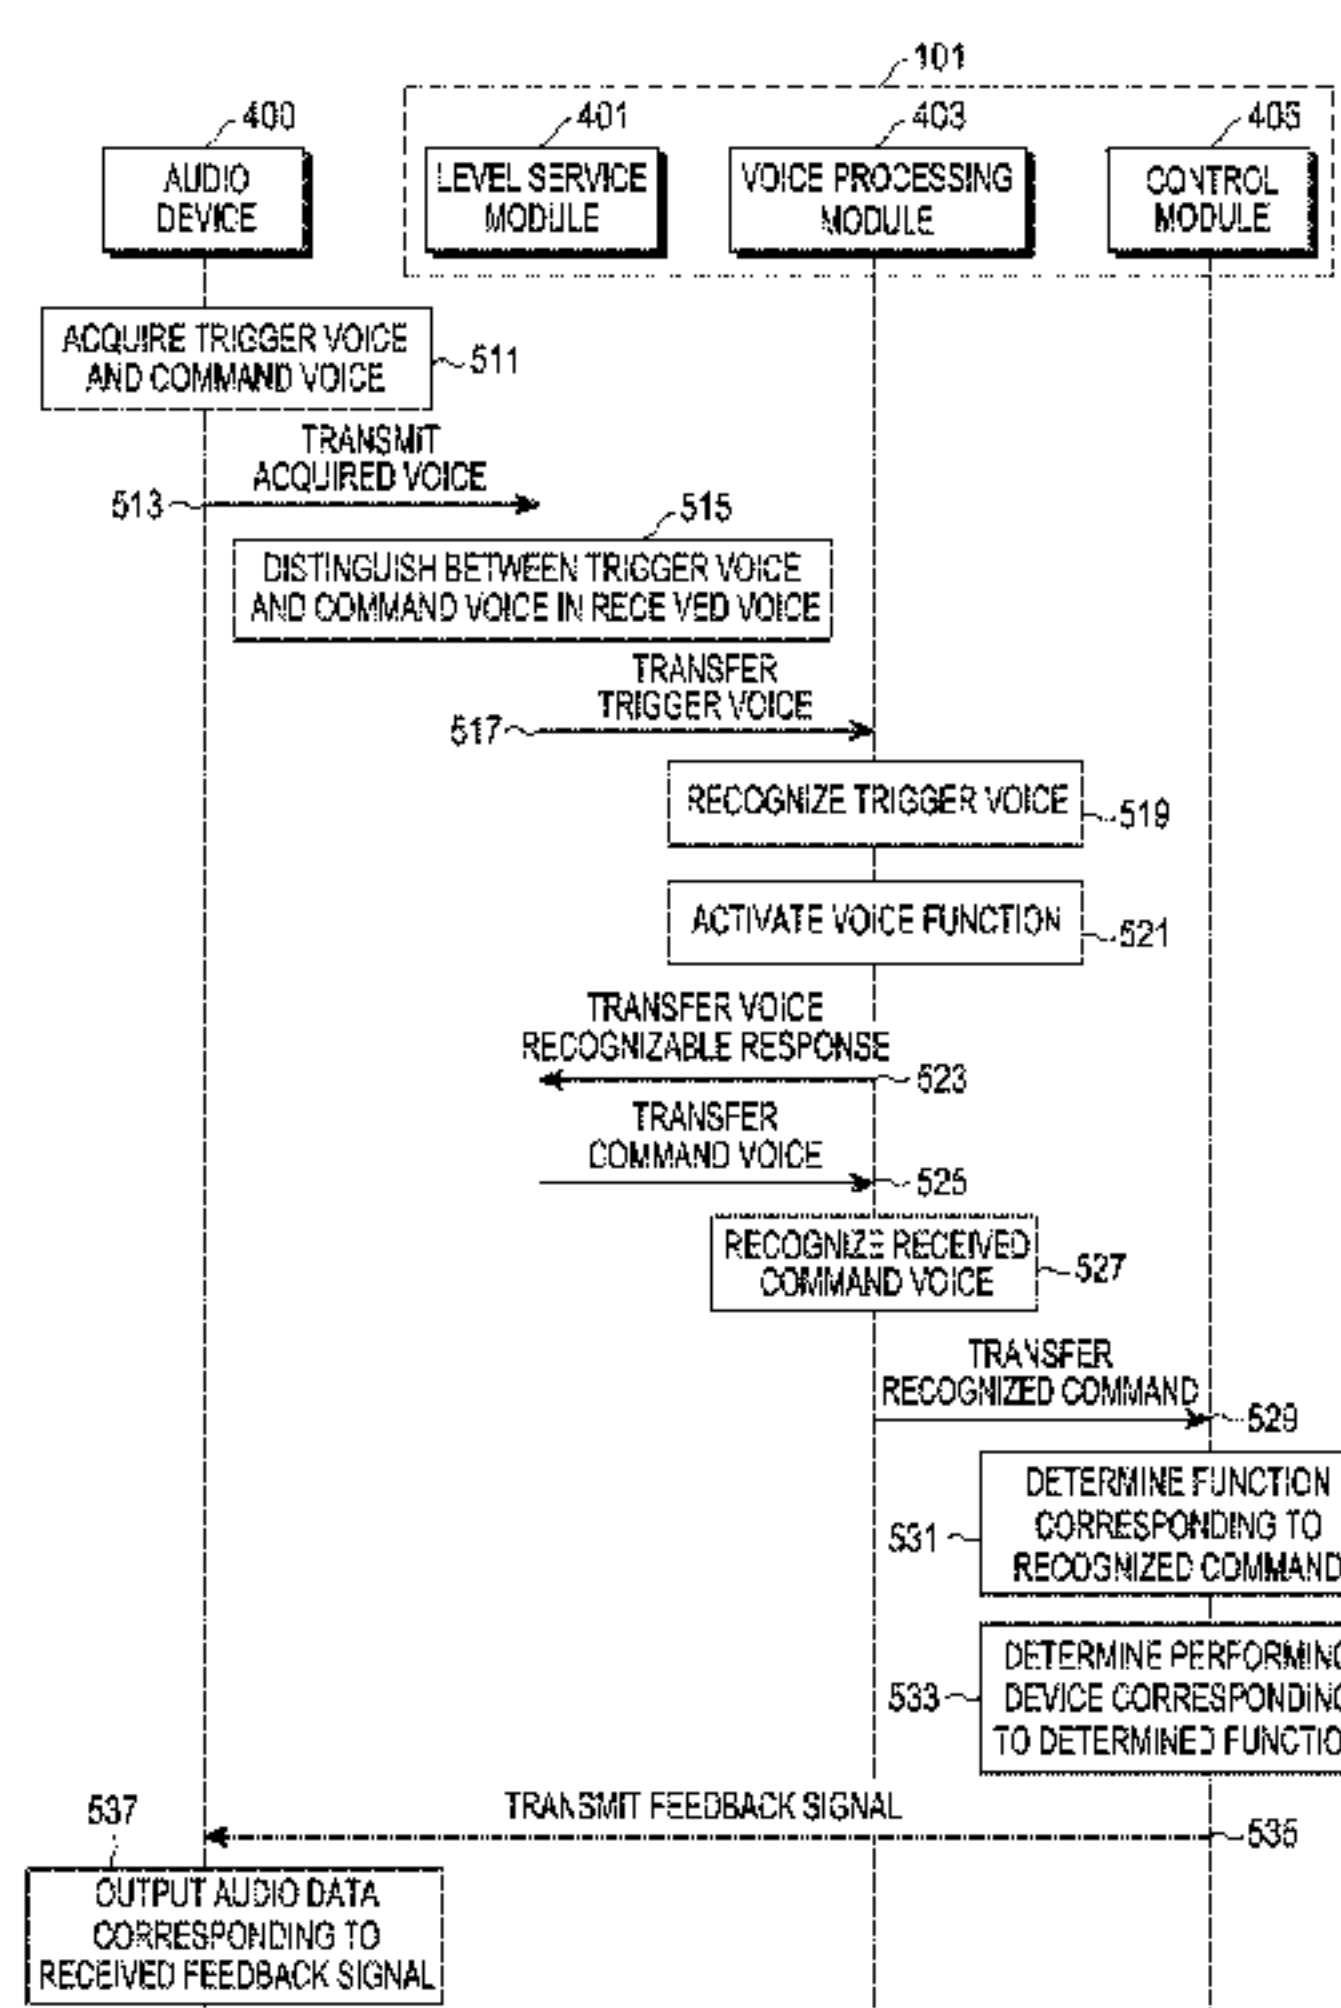 101
400
401
403
405
AUDIO
DEVICE
LEVEL SERVICE
MODULE
VOICE PROCESSING
MODULE
CONTROL
MODULE
ACQUIRE TRIGGER VOICE
AND COMMAND VOICE
511
TRANSMIT
ACQUIRED VOICE
513
515
DISTINGUISH BETWEEN TRIGGER VOICE
AND COMMAND VOICE IN RECEIVED VOICE
TRANSFER
TRIGGER VOICE
517
RECOGNIZE TRIGGER VOICE
519
ACTIVATE VOICE FUNCTION
521
TRANSFER VOICE
RECOGNIZABLE RESPONSE
523
TRANSFER
COMMAND VOICE
525
RECOGNIZE RECEIVED
COMMAND VOICE
527
TRANSFER
RECOGNIZED COMMAND
529
DETERMINE FUNCTION
CORRESPONDING TO
RECOGNIZED COMMAND
531
DETERMINE PERFORMING
DEVICE CORRESPONDING
TO DETERMINED FUNCTIO
533
TRANSMIT FEEDBACK SIGNAL
535
537
OUTPUT AUDIO DATA
CORRESPONDING TO
RECEIVED FEEDBACK SIGNAL